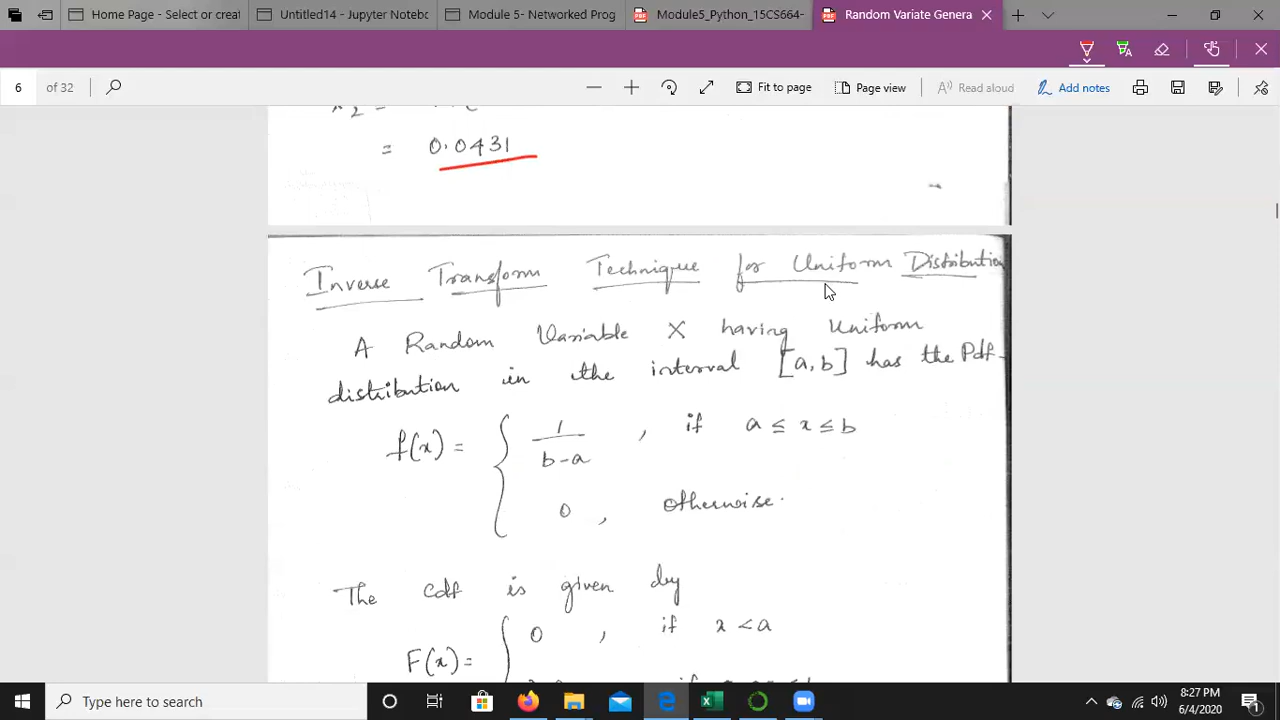 Home Page - Select or creat
Untitled14 - Jupyter Notebo
Module 5- Networked Prog
Module5_Python_15CS664-
Random Variate Genera
6 of 32
Fit to page
Page view
Read aloud
Add notes
= 0.0431
Inverse Transform Technique for Uniform Distribution
A Random Variable X having Uniform
distribution in the interval [a,b] has the Pdf
f(x) = { 1/(b-a) , if a ≤ x ≤ b
0 , otherwise.
The cdf is given by
F(x) = { 0 , if x < a
Type here to search
8:27 PM
6/4/2020